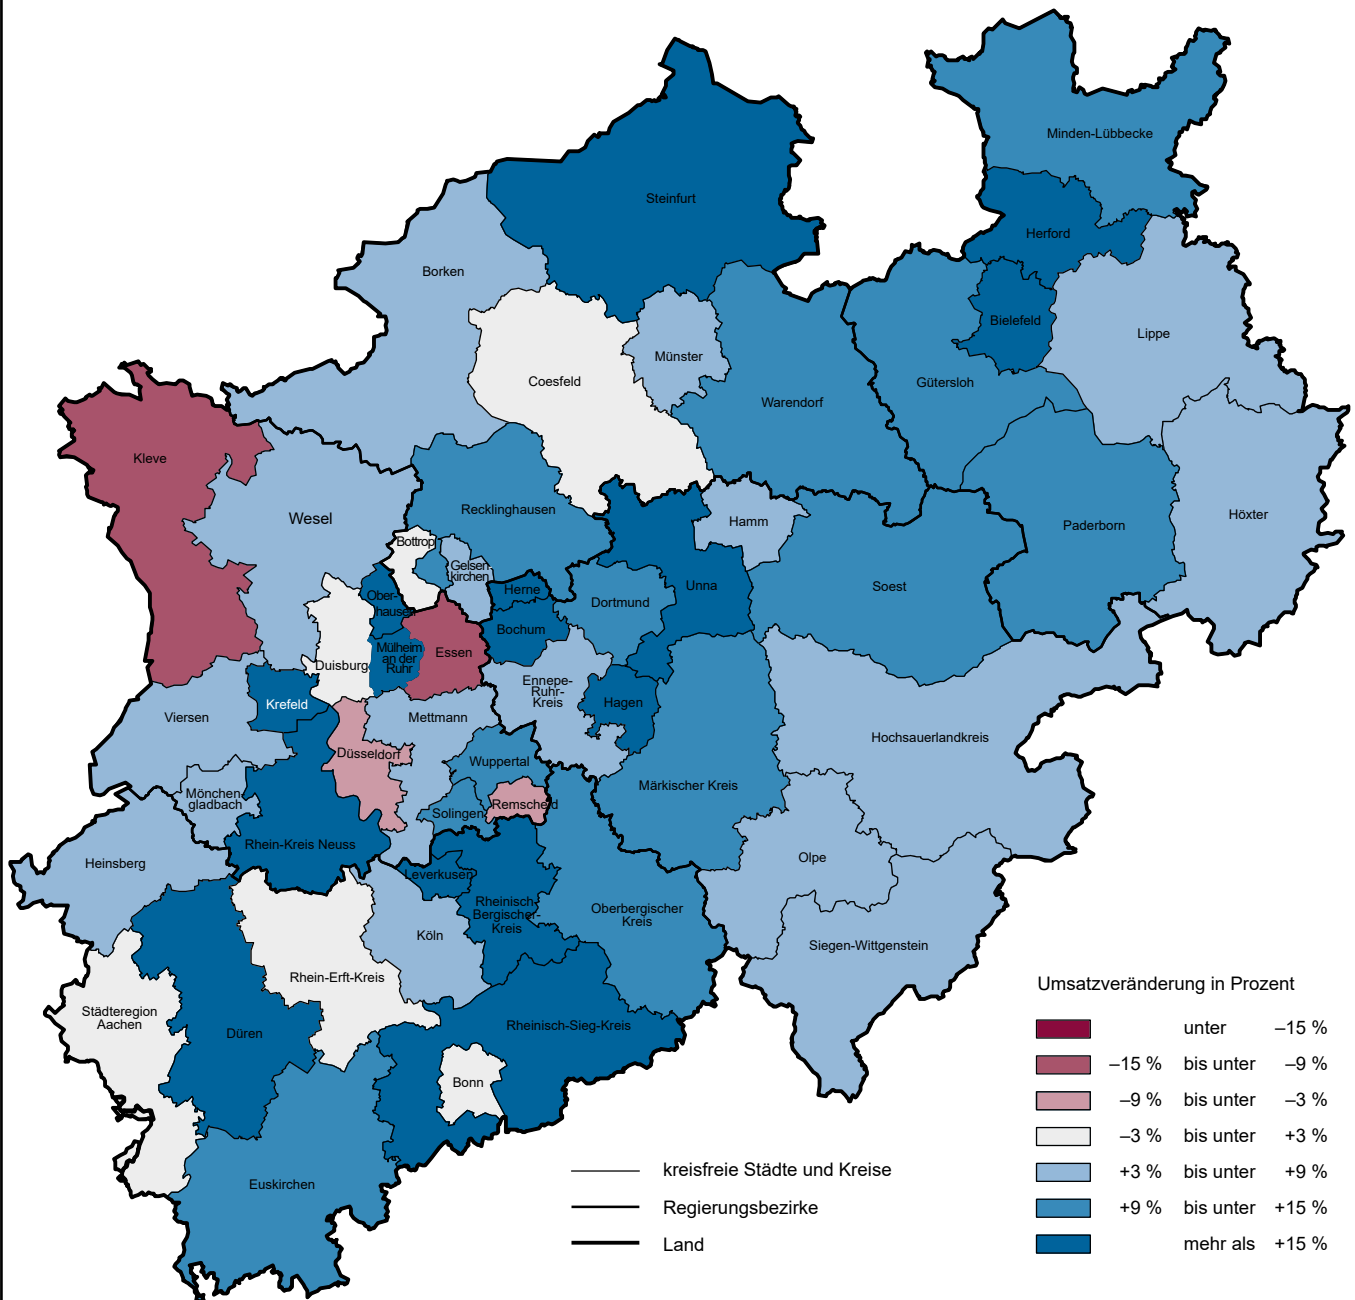 Minden-Lübbecke
Steinfurt
Herford
Borken
Bielefeld
Lippe
Münster
Coesfeld
Gütersloh
Warendorf
Kleve
Recklinghausen
Wesel
Höxter
Hamm
Paderborn
Bottrop
Gelsen-
kirchen
Unna
Soest
Herne
Ober-
hausen
Dortmund
Bochum
Mülheim
an der
Ruhr
Essen
Duisburg
Ennepe-
Ruhr-
Kreis
Hagen
Krefeld
Viersen
Mettmann
Hochsauerlandkreis
Düsseldorf
Wuppertal
Märkischer Kreis
Mönchen-
gladbach
Remscheid
Solingen
Rhein-Kreis Neuss
Olpe
Heinsberg
Leverkusen
Rheinisch-
Bergischer-
Kreis
Oberbergischer
Kreis
Köln
Siegen-Wittgenstein
Rhein-Erft-Kreis
Städteregion
Aachen
Rheinisch-Sieg-Kreis
Düren
Bonn
Euskirchen
Umsatzveränderung in Prozent
unter –15 %
–15 % bis unter –9 %
–9 % bis unter –3 %
–3 % bis unter +3 %
+3 % bis unter +9 %
+9 % bis unter +15 %
mehr als +15 %
kreisfreie Städte und Kreise
Regierungsbezirke
Land